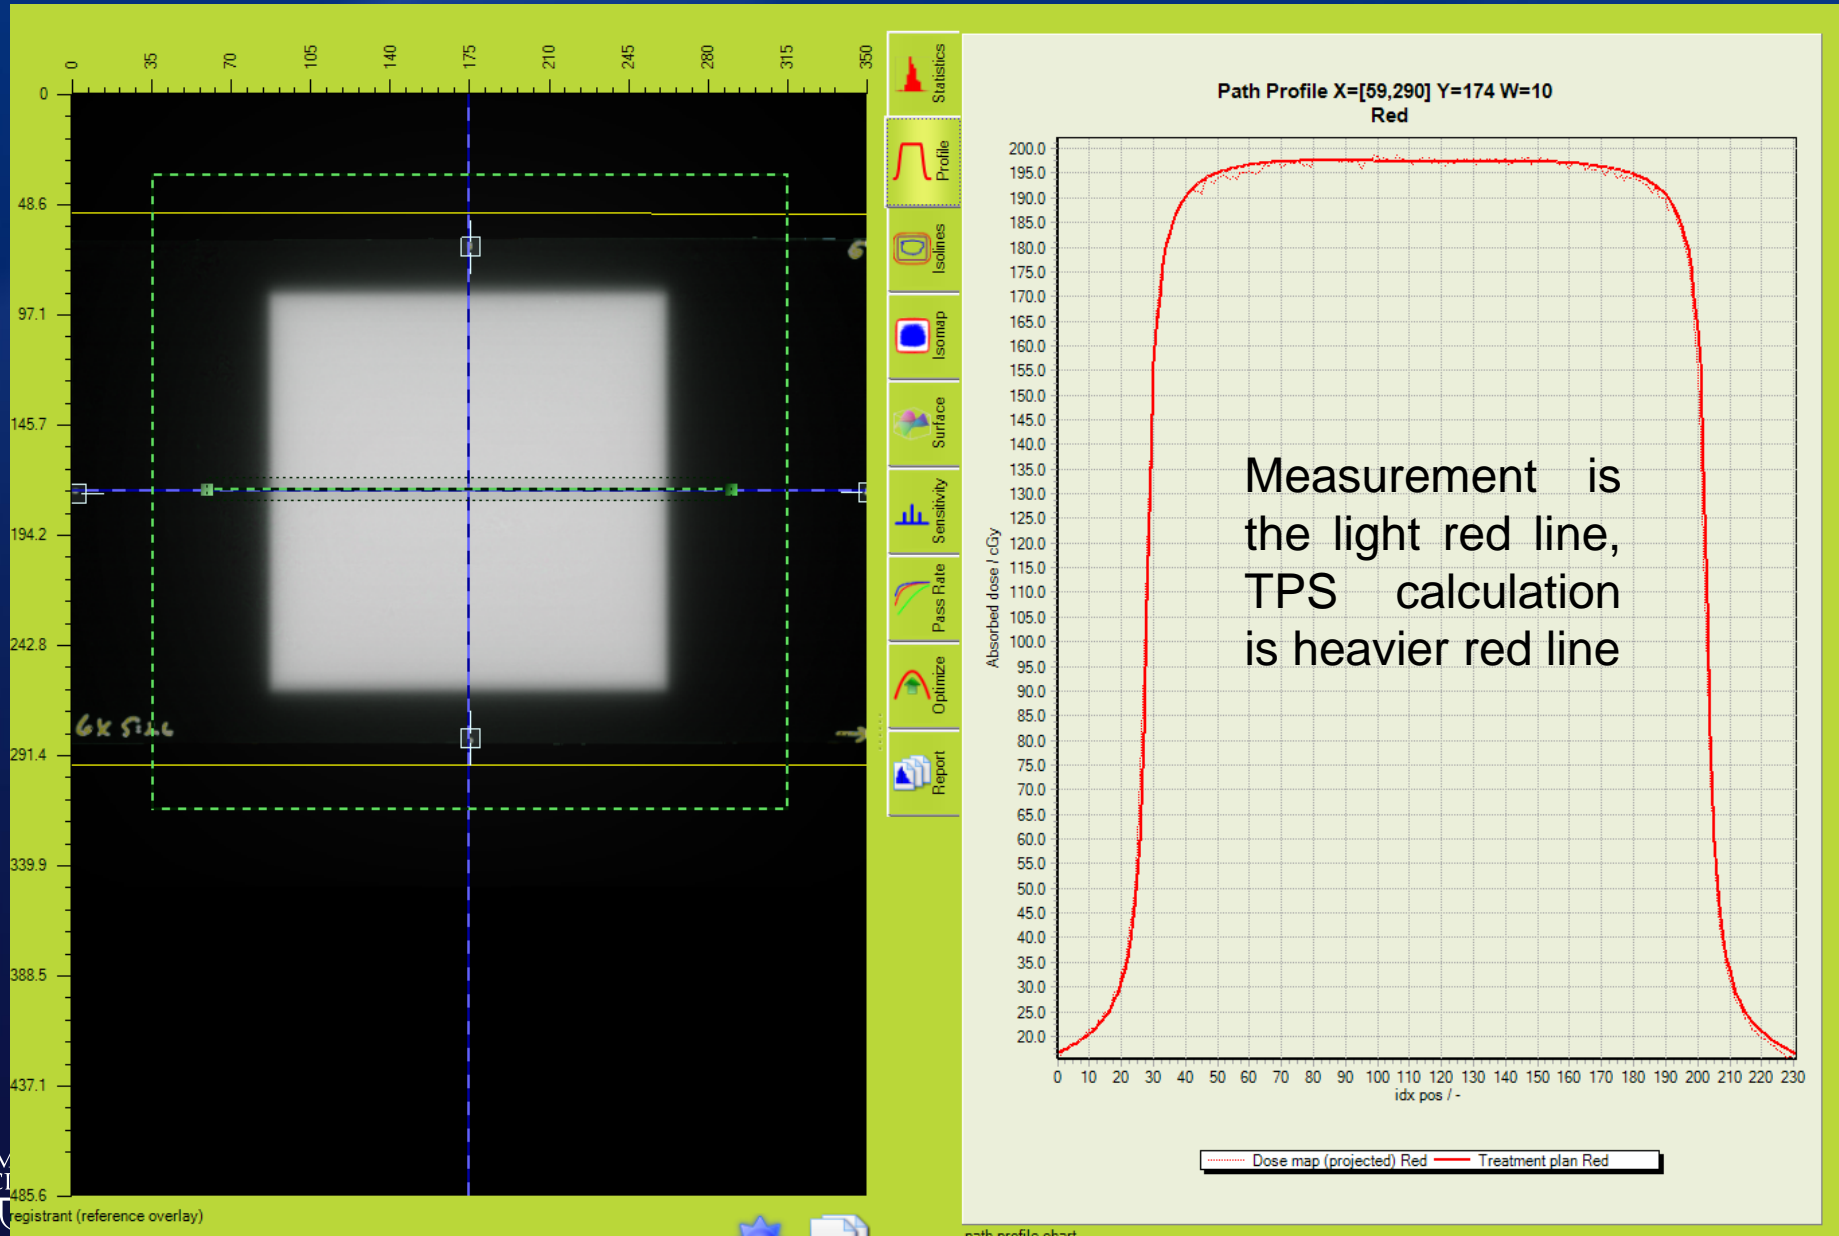 0 35 70 105 140 175 210 245 280 315 350
0
48.6
97.1
145.7
194.2
242.8
291.4
339.9
388.5
437.1
485.6
6
6X
registrant (reference overlay)
Statistics
Profile
Isolines
Isomap
Surface
Sensitivity
Pass Rate
Optimize
Report
Path Profile X=[59,290] Y=174 W=10
Red
Absorbed dose / cGy
200.0
195.0
190.0
185.0
180.0
175.0
170.0
165.0
160.0
155.0
150.0
145.0
140.0
135.0
130.0
125.0
120.0
115.0
110.0
105.0
100.0
95.0
90.0
85.0
80.0
75.0
70.0
65.0
60.0
55.0
50.0
45.0
40.0
35.0
30.0
25.0
20.0
Measurement is
the light red line,
TPS calculation
is heavier red line
0 10 20 30 40 50 60 70 80 90 100 110 120 130 140 150 160 170 180 190 200 210 220 230
idx pos / -
Dose map (projected) Red Treatment plan Red
path profile chart